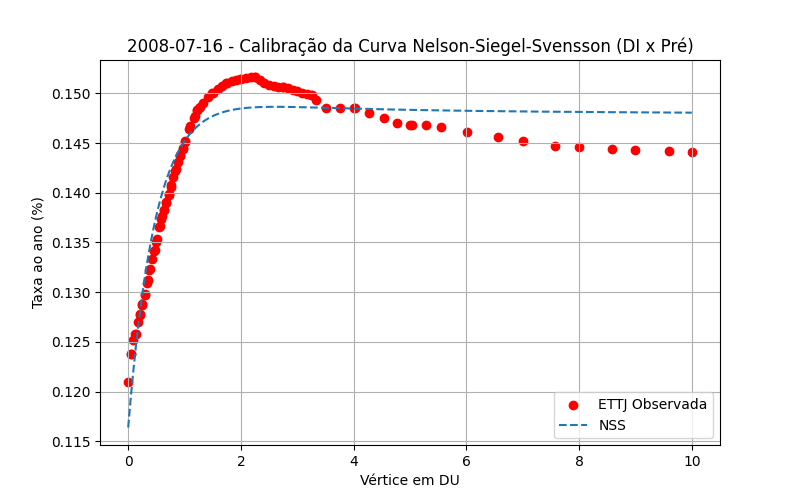 2008-07-16 - Calibração da Curva Nelson-Siegel-Svensson (DI x Pré)
Taxa ao ano (%)
0.150
0.145
0.140
0.135
0.130
0.125
0.120
0.115
ETTJ Observada
NSS
0
2
4
6
8
10
Vértice em DU